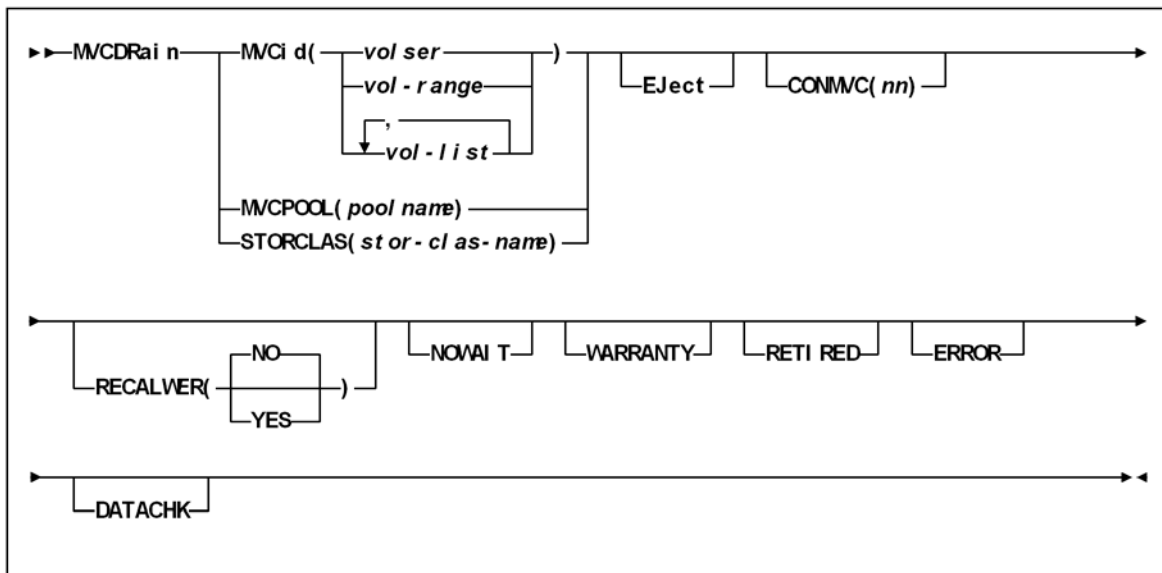 MVCDRain MVCid( volser )
vol-range EJect CONMVC(nn)
,
vol-list
MVCPOOL(poolname)
STORCLAS(stor-clas-name)
NO NOWAIT WARRANTY RETIRED ERROR
RECALWER( )
YES
DATACHK